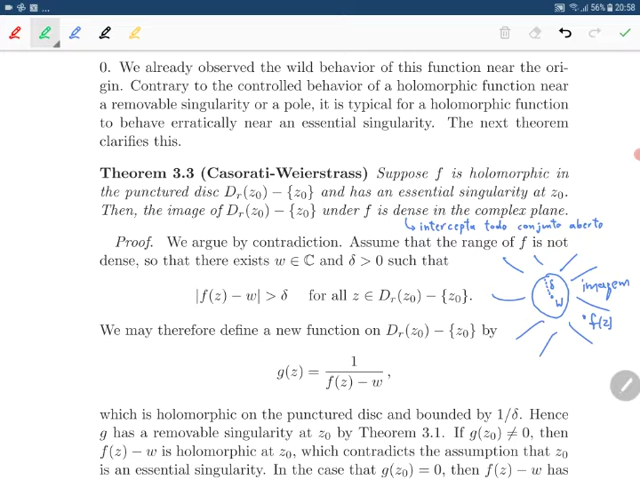 56% 20:58
0. We already observed the wild behavior of this function near the ori-
gin. Contrary to the controlled behavior of a holomorphic function near
a removable singularity or a pole, it is typical for a holomorphic function
to behave erratically near an essential singularity. The next theorem
clarifies this.
Theorem 3.3 (Casorati-Weierstrass) Suppose f is holomorphic in
the punctured disc D_r(z_0) − {z_0} and has an essential singularity at z_0.
Then, the image of D_r(z_0) − {z_0} under f is dense in the complex plane.
↳ intercepta todo conjunto aberto
Proof. We argue by contradiction. Assume that the range of f is not
dense, so that there exists w ∈ ℂ and δ > 0 such that
δ
imagem
w
|f(z) − w| > δ for all z ∈ D_r(z_0) − {z_0}.
f(z)
We may therefore define a new function on D_r(z_0) − {z_0} by
g(z) = 1/(f(z) − w),
which is holomorphic on the punctured disc and bounded by 1/δ. Hence
g has a removable singularity at z_0 by Theorem 3.1. If g(z_0) ≠ 0, then
f(z) − w is holomorphic at z_0, which contradicts the assumption that z_0
is an essential singularity. In the case that g(z_0) = 0, then f(z) − w has